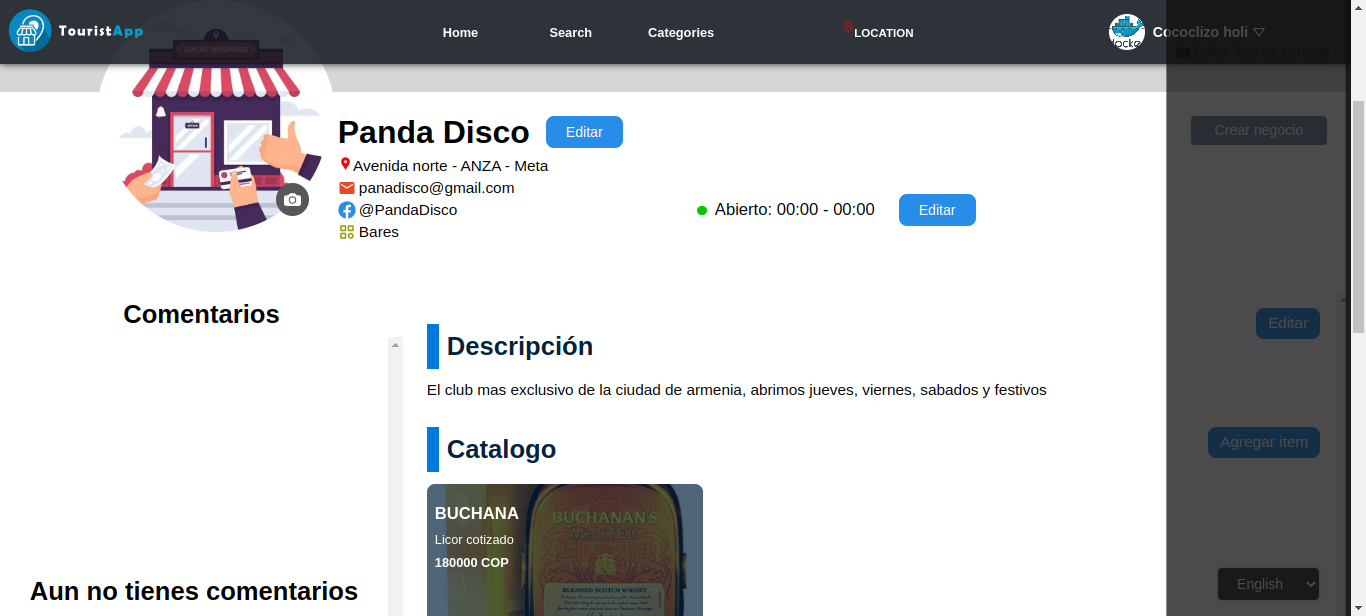 TouristApp
Home
Search
Categories
LOCATION
Cococlizo holi
Editar foto de portada
LOCAL BUSINESS
OPEN
Panda Disco
Editar
Crear negocio
Avenida norte - ANZA - Meta
panadisco@gmail.com
@PandaDisco
Abierto: 00:00 - 00:00
Editar
Bares
Comentarios
Editar
Descripción
El club mas exclusivo de la ciudad de armenia, abrimos jueves, viernes, sabados y festivos
Agregar item
Catalogo
BUCHANA
Licor cotizado
180000 COP
BUCHANAN'S
MASTER
BLENDED SCOTCH WHISKY
Aun no tienes comentarios
English